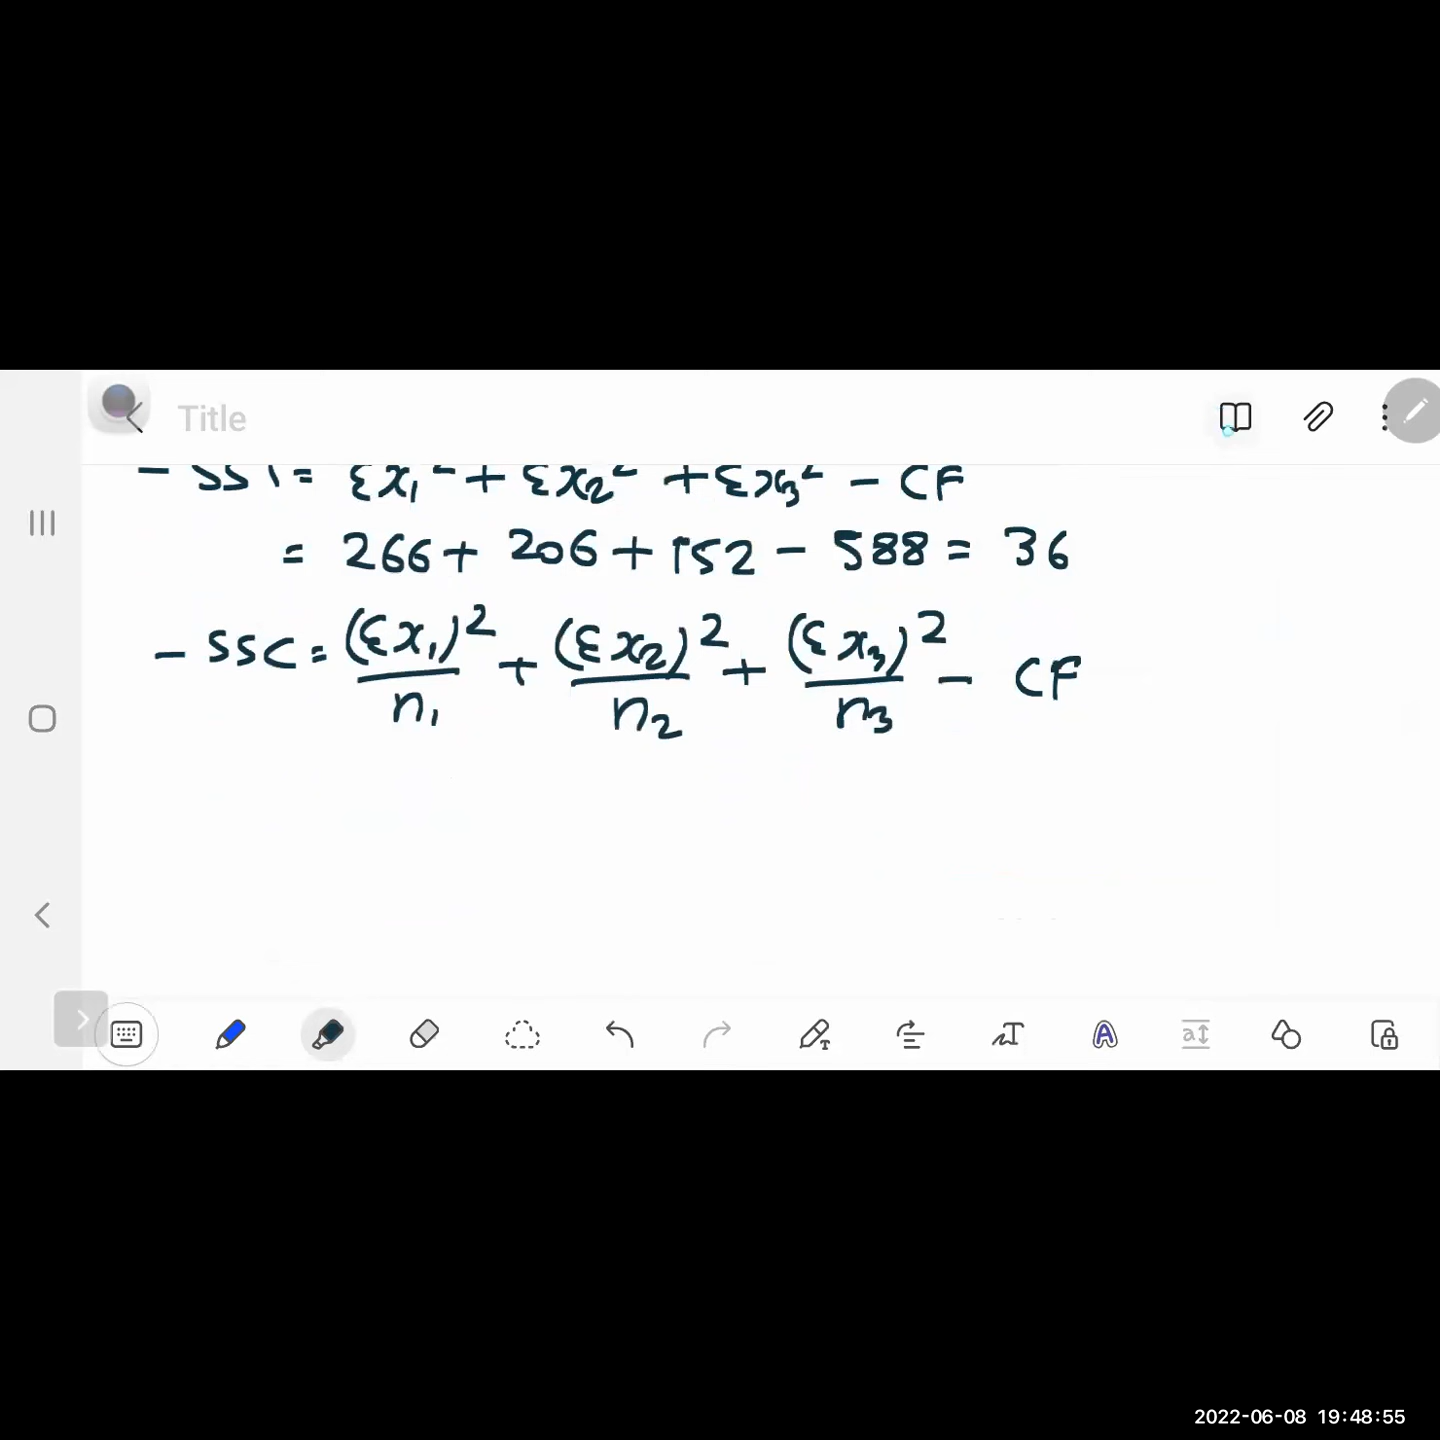 Title
- SST = Σx₁² + Σx₂² + Σx₃² - CF
= 266 + 206 + 152 - 588 = 36
- SSC = (Σx₁)²/n₁ + (Σx₂)²/n₂ + (Σx₃)²/n₃ - CF
2022-06-08 19:48:55